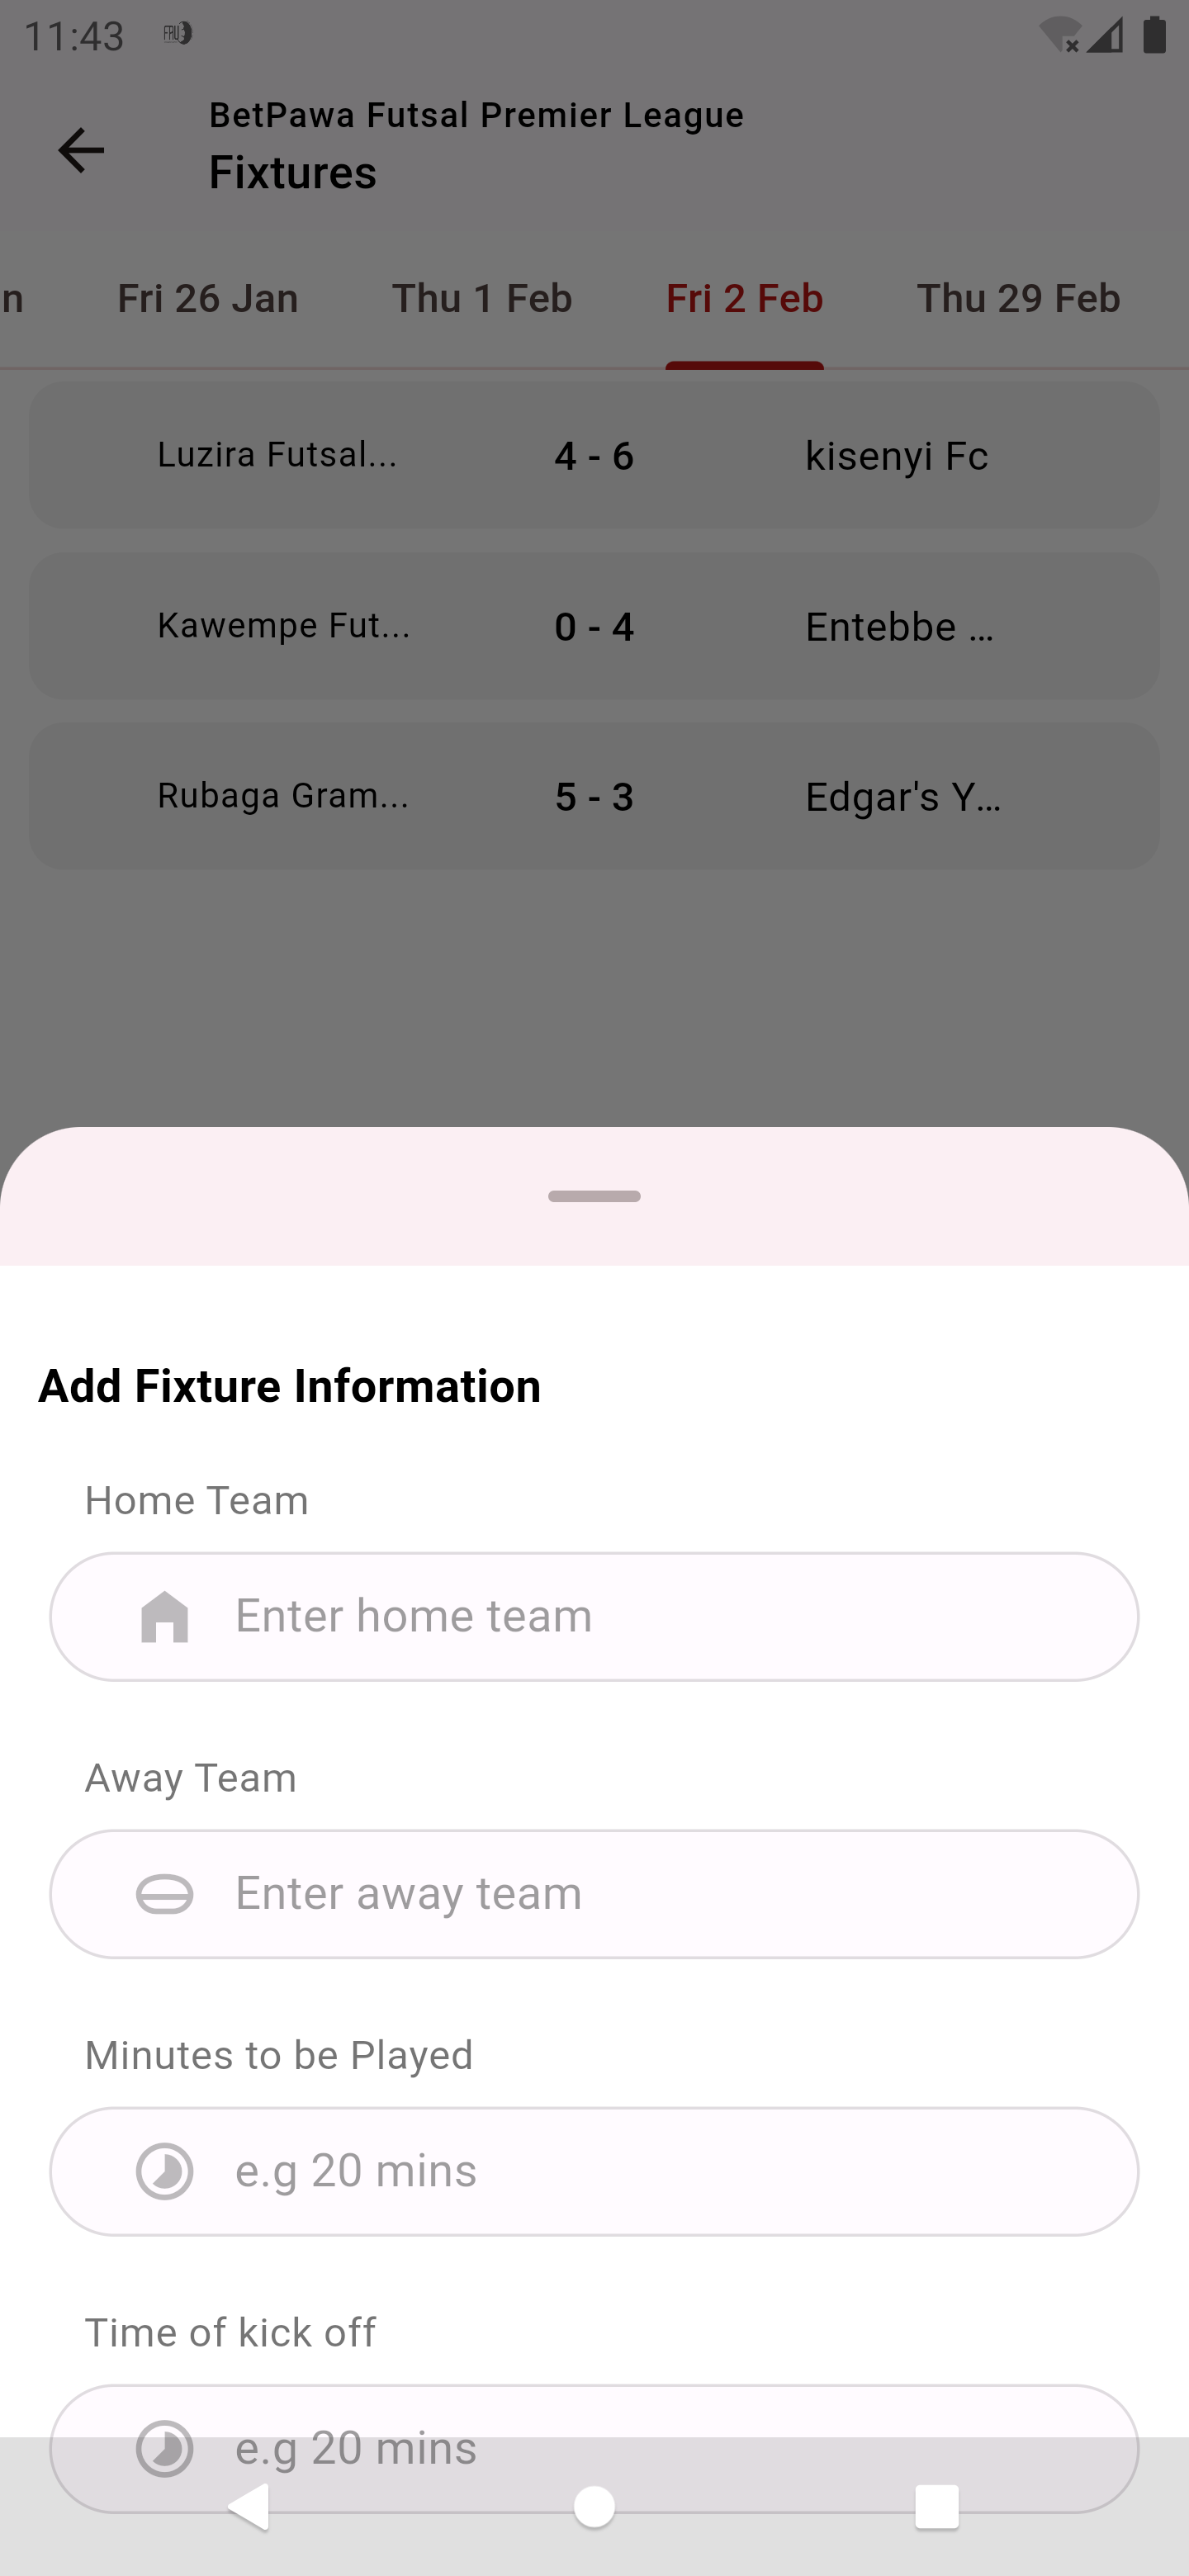 11:43 FAU
BetPawa Futsal Premier League
Fixtures
n Fri 26 Jan Thu 1 Feb Fri 2 Feb Thu 29 Feb
Luzira Futsal... 4 - 6 kisenyi Fc
Kawempe Fut... 0 - 4 Entebbe ...
Rubaga Gram... 5 - 3 Edgar's Y...
Add Fixture Information
Home Team
Enter home team
Away Team
Enter away team
Minutes to be Played
e.g 20 mins
Time of kick off
e.g 20 mins